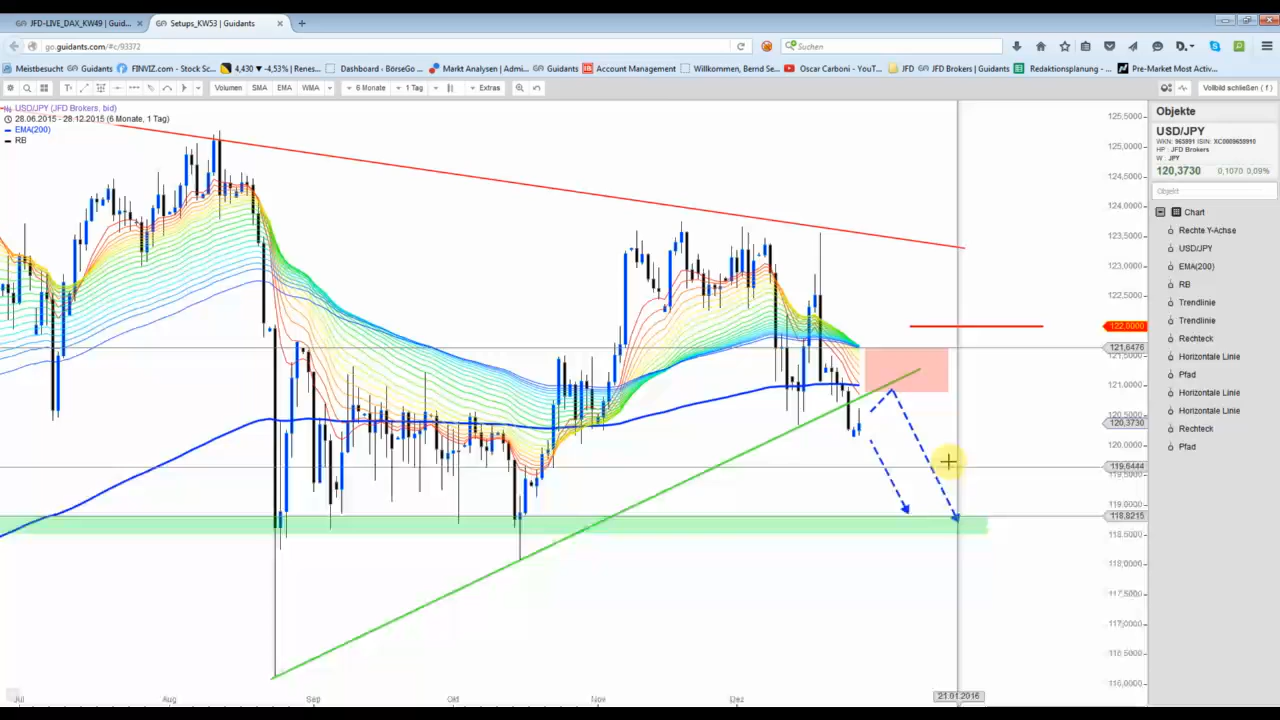 JFD-LIVE_DAX_KW49 | Guid...
Setups_KW53 | Guidants
go.guidants.com/#c/93372
Suchen
Meistbesucht
Guidants
FINVIZ.com - Stock Sc...
4,430 ▼ -4,53% | Renes...
Dashboard - BörseGo ...
Markt Analysen | Admi...
Guidants
Account Management
Willkommen, Bernd Se...
Oscar Carboni - YouT...
JFD
JFD Brokers | Guidants
Redaktionsplanung - ...
Pre-Market Most Activ...
Volumen
SMA
EMA
WMA
6 Monate
1 Tag
Extras
Vollbild schließen ( f )
USD/JPY (JFD Brokers, bid)
28.06.2015 - 28.12.2015 (6 Monate, 1 Tag)
EMA(200)
RB
125,5000
125,0000
124,5000
124,0000
123,5000
123,0000
122,5000
122,0000
121,6476
121,5000
121,0000
120,5000
120,3730
120,0000
119,6444
119,5000
119,0000
118,8215
118,5000
118,0000
117,5000
117,0000
116,5000
116,0000
Jul
Aug
Sep
Okt
Nov
Dez
21.01.2016
Objekte
USD/JPY
WKN: 965991 ISIN: XC0009659910
HP : JFD Brokers
W : JPY
120,3730
0,1070 0,09%
Objekt
Chart
Rechte Y-Achse
USD/JPY
EMA(200)
RB
Trendlinie
Trendlinie
Rechteck
Horizontale Linie
Pfad
Horizontale Linie
Horizontale Linie
Rechteck
Pfad